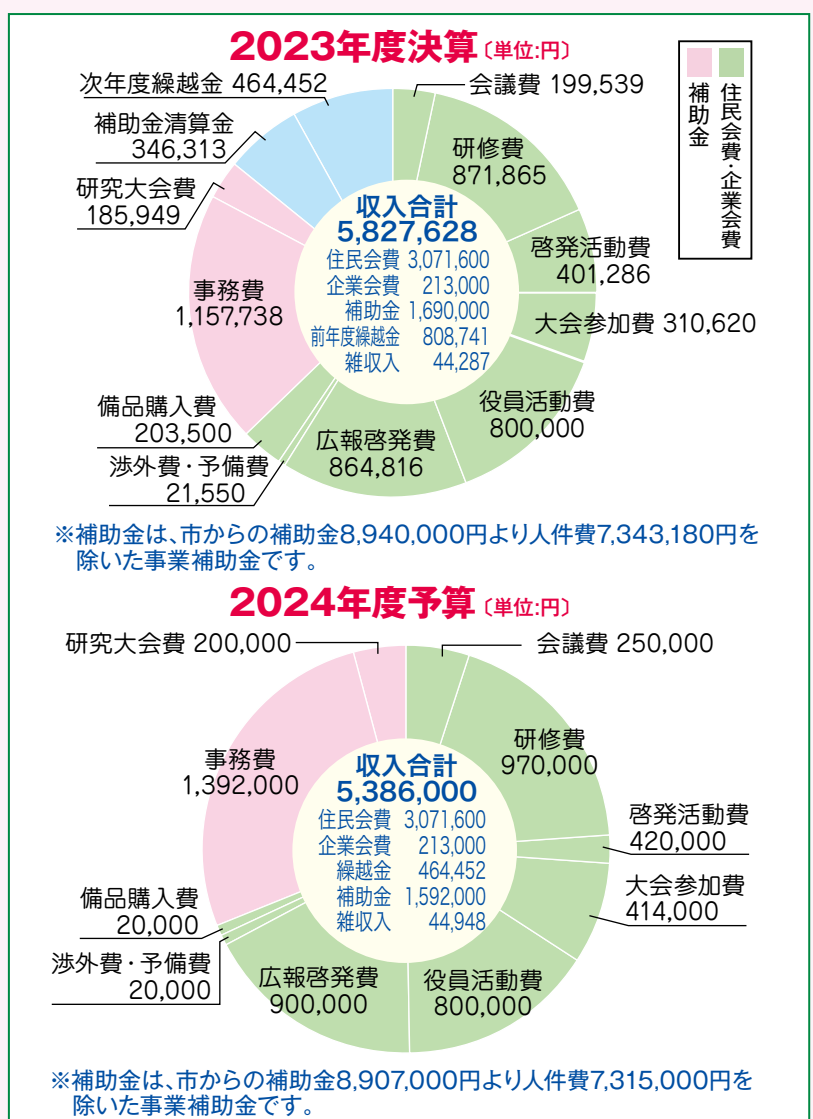 2023年度決算〔単位:円〕
補助金
住民会費・企業会費
次年度繰越金 464,452
会議費 199,539
補助金清算金
346,313
研修費
871,865
研究大会費
185,949
啓発活動費
401,286
事務費
1,157,738
大会参加費 310,620
収入合計
5,827,628
住民会費 3,071,600
企業会費 213,000
補助金 1,690,000
前年度繰越金 808,741
雑収入 44,287
備品購入費
203,500
役員活動費
800,000
広報啓発費
864,816
渉外費・予備費
21,550
※補助金は、市からの補助金8,940,000円より人件費7,343,180円を
除いた事業補助金です。
2024年度予算〔単位:円〕
研究大会費 200,000
会議費 250,000
事務費
1,392,000
研修費
970,000
啓発活動費
420,000
大会参加費
414,000
収入合計
5,386,000
住民会費 3,071,600
企業会費 213,000
繰越金 464,452
補助金 1,592,000
雑収入 44,948
備品購入費
20,000
渉外費・予備費
20,000
広報啓発費
900,000
役員活動費
800,000
※補助金は、市からの補助金8,907,000円より人件費7,315,000円を
除いた事業補助金です。